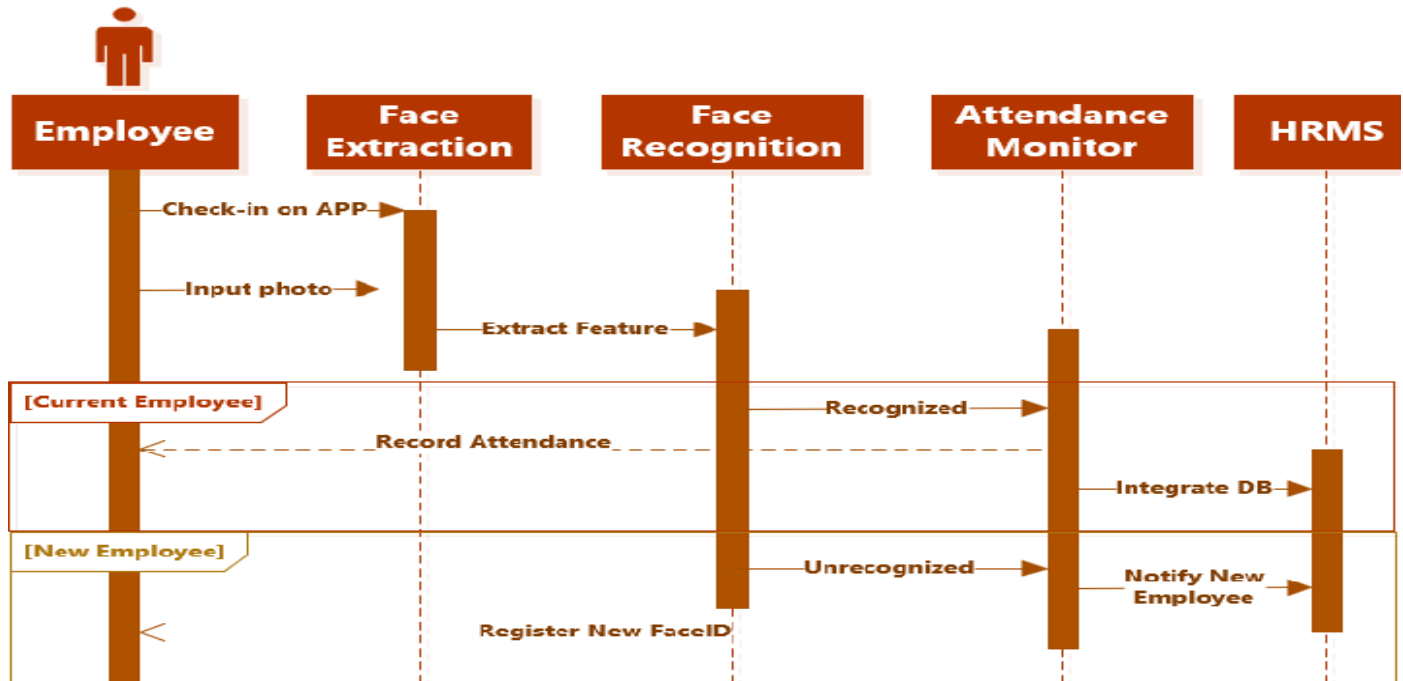 Employee
Face
Extraction
Face
Recognition
Attendance
Monitor
HRMS
Check-in on APP
Input photo
Extract Feature
[Current Employee]
Recognized
Record Attendance
Integrate DB
[New Employee]
Unrecognized
Notify New
Employee
Register New FaceID